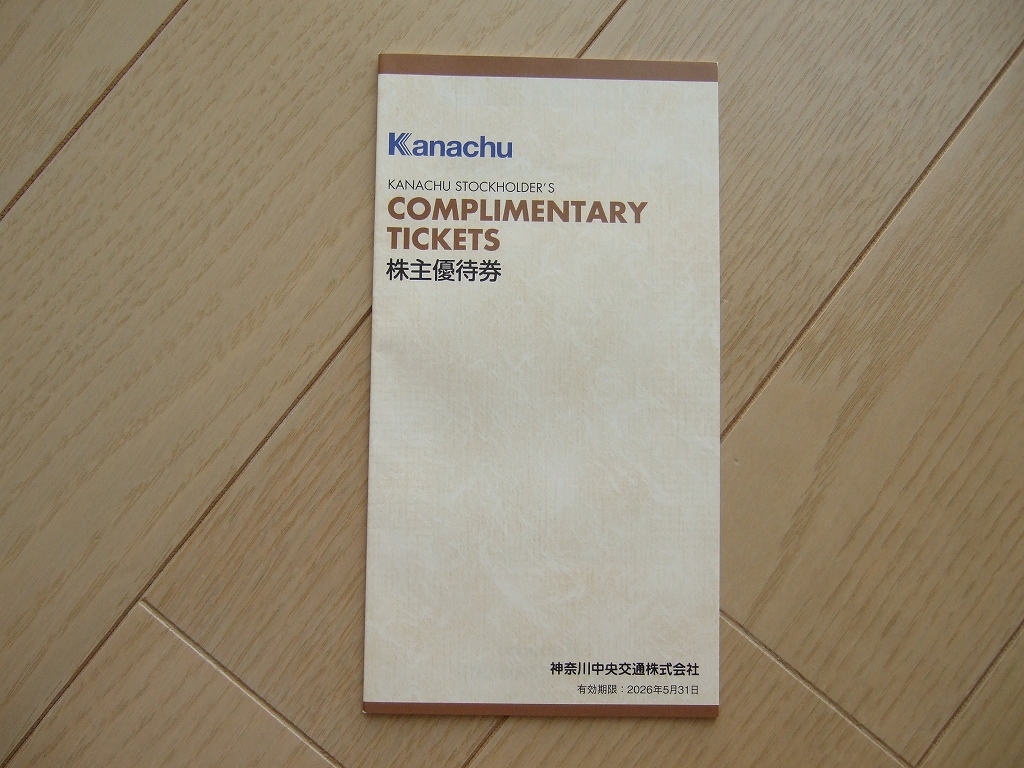 Kanachu
KANACHU STOCKHOLDER'S
COMPLIMENTARY
TICKETS
株主優待券
神奈川中央交通株式会社
有効期限：2026年5月31日